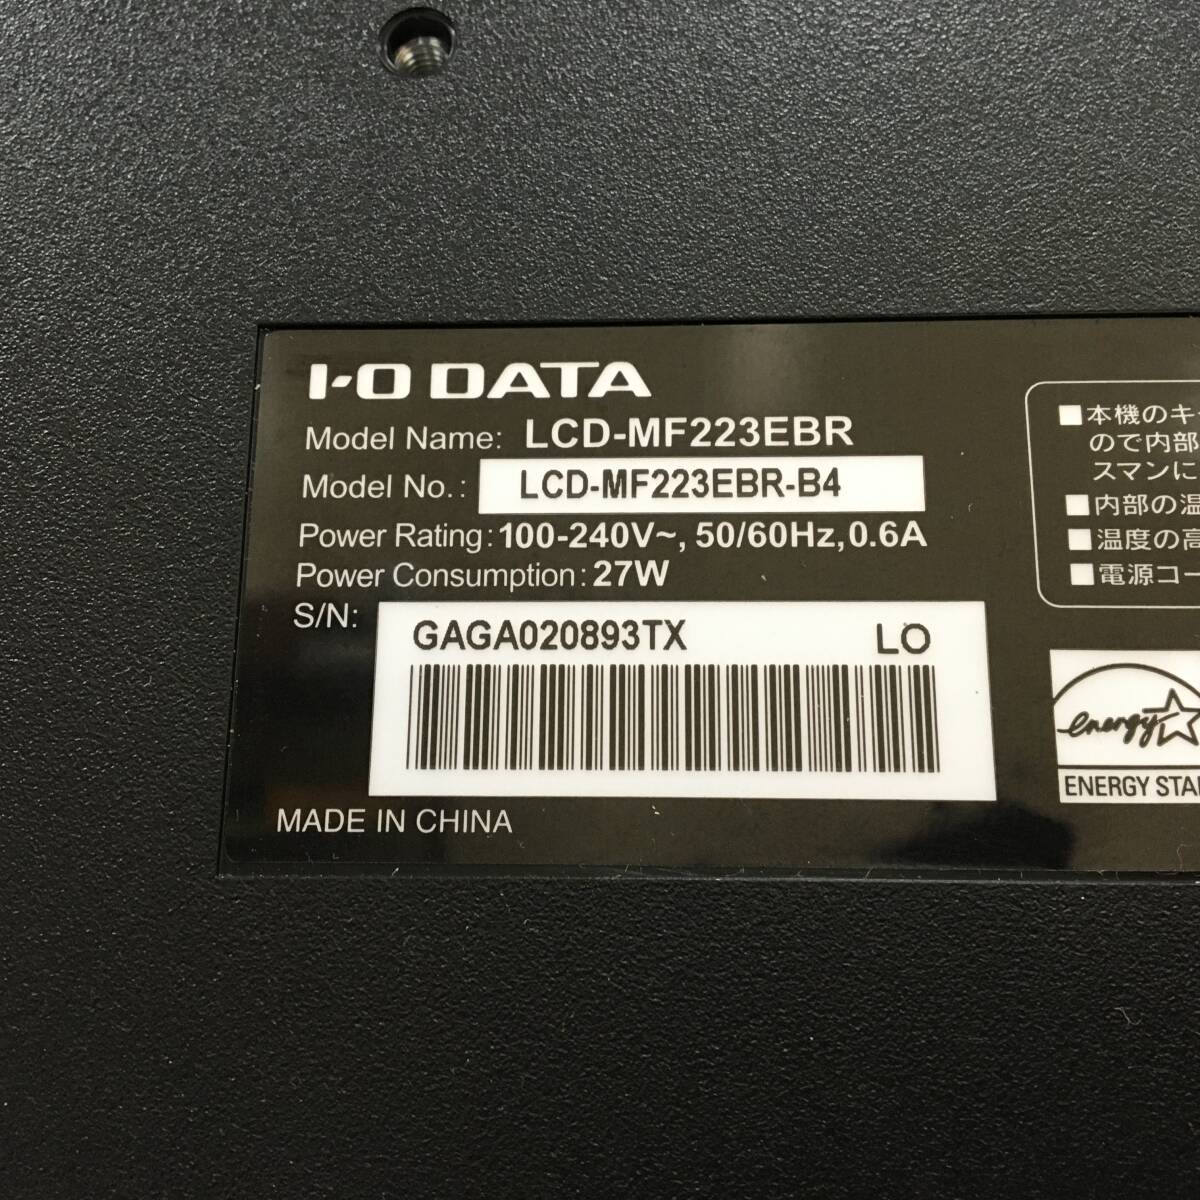 I-O DATA
Model Name: LCD-MF223EBR
Model No.: LCD-MF223EBR-B4
Power Rating: 100-240V~, 50/60Hz, 0.6A
Power Consumption: 27W
S/N: GAGA020893TX LO
MADE IN CHINA
■本機のキ
ので内部
スマンに
■内部の温
■温度の高
■電源コー
energy
ENERGY STAR